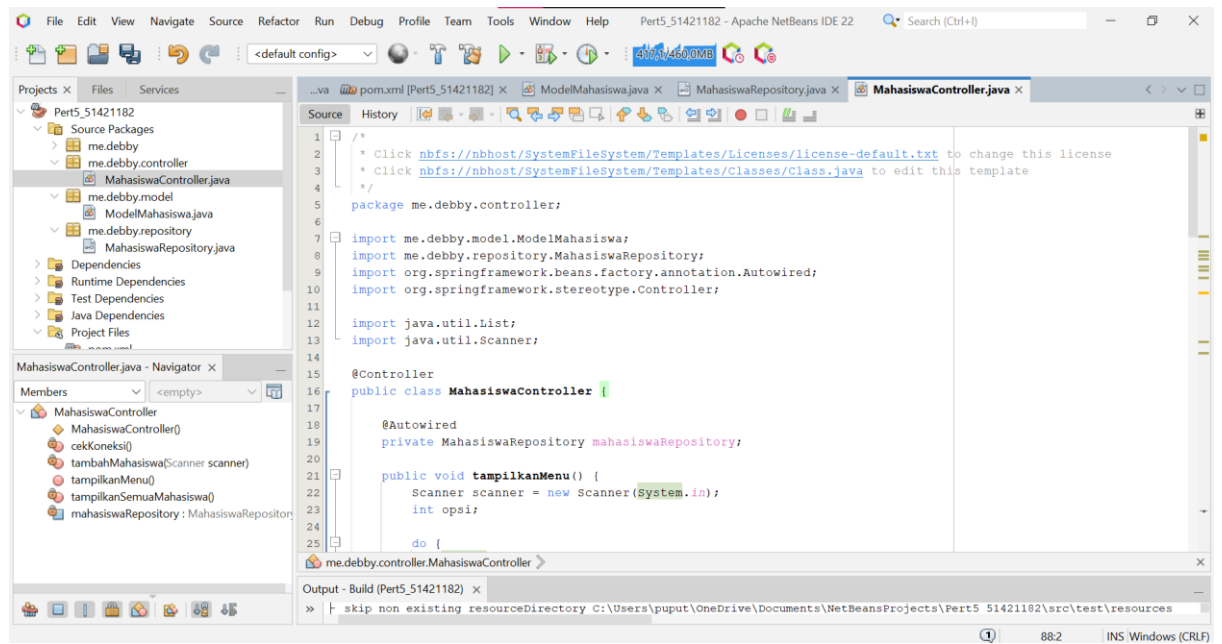 File Edit View Navigate Source Refactor Run Debug Profile Team Tools Window Help Pert5_51421182 - Apache NetBeans IDE 22 Search (Ctrl+I)
<default config> 417,1/460,0MB
Projects Files Services
...va pom.xml [Pert5_51421182] ModelMahasiswa.java MahasiswaRepository.java MahasiswaController.java
Pert5_51421182
Source Packages
me.debby
me.debby.controller
MahasiswaController.java
me.debby.model
ModelMahasiswa.java
me.debby.repository
MahasiswaRepository.java
Dependencies
Runtime Dependencies
Test Dependencies
Java Dependencies
Project Files
MahasiswaController.java - Navigator
Members <empty>
MahasiswaController
MahasiswaController()
cekKoneksi()
tambahMahasiswa(Scanner scanner)
tampilkanMenu()
tampilkanSemuaMahasiswa()
mahasiswaRepository : MahasiswaRepositor
Source History
1 /*
2 * Click nbfs://nbhost/SystemFileSystem/Templates/Licenses/license-default.txt to change this license
3 * Click nbfs://nbhost/SystemFileSystem/Templates/Classes/Class.java to edit this template
4 */
5 package me.debby.controller;
6
7 import me.debby.model.ModelMahasiswa;
8 import me.debby.repository.MahasiswaRepository;
9 import org.springframework.beans.factory.annotation.Autowired;
10 import org.springframework.stereotype.Controller;
11
12 import java.util.List;
13 import java.util.Scanner;
14
15 @Controller
16 public class MahasiswaController {
17
18 @Autowired
19 private MahasiswaRepository mahasiswaRepository;
20
21 public void tampilkanMenu() {
22 Scanner scanner = new Scanner(System.in);
23 int opsi;
24
25 do {
me.debby.controller.MahasiswaController
Output - Build (Pert5_51421182)
skip non existing resourceDirectory C:\Users\puput\OneDrive\Documents\NetBeansProjects\Pert5 51421182\src\test\resources
1 88:2 INS Windows (CRLF)